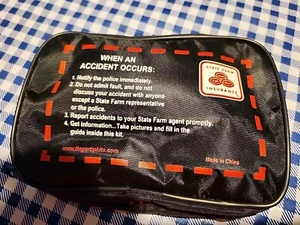 WHEN AN
ACCIDENT OCCURS:
STATE FARM
INSURANCE
1. Notify the police immediately.
2. Do not admit fault, and do not
discuss your accident with anyone
except a State Farm representative
or the police.
3. Report accidents to your State Farm agent promptly.
4. Get information...Take pictures and fill in the
guide inside this kit.
www.fingertipkits.com
Made in China